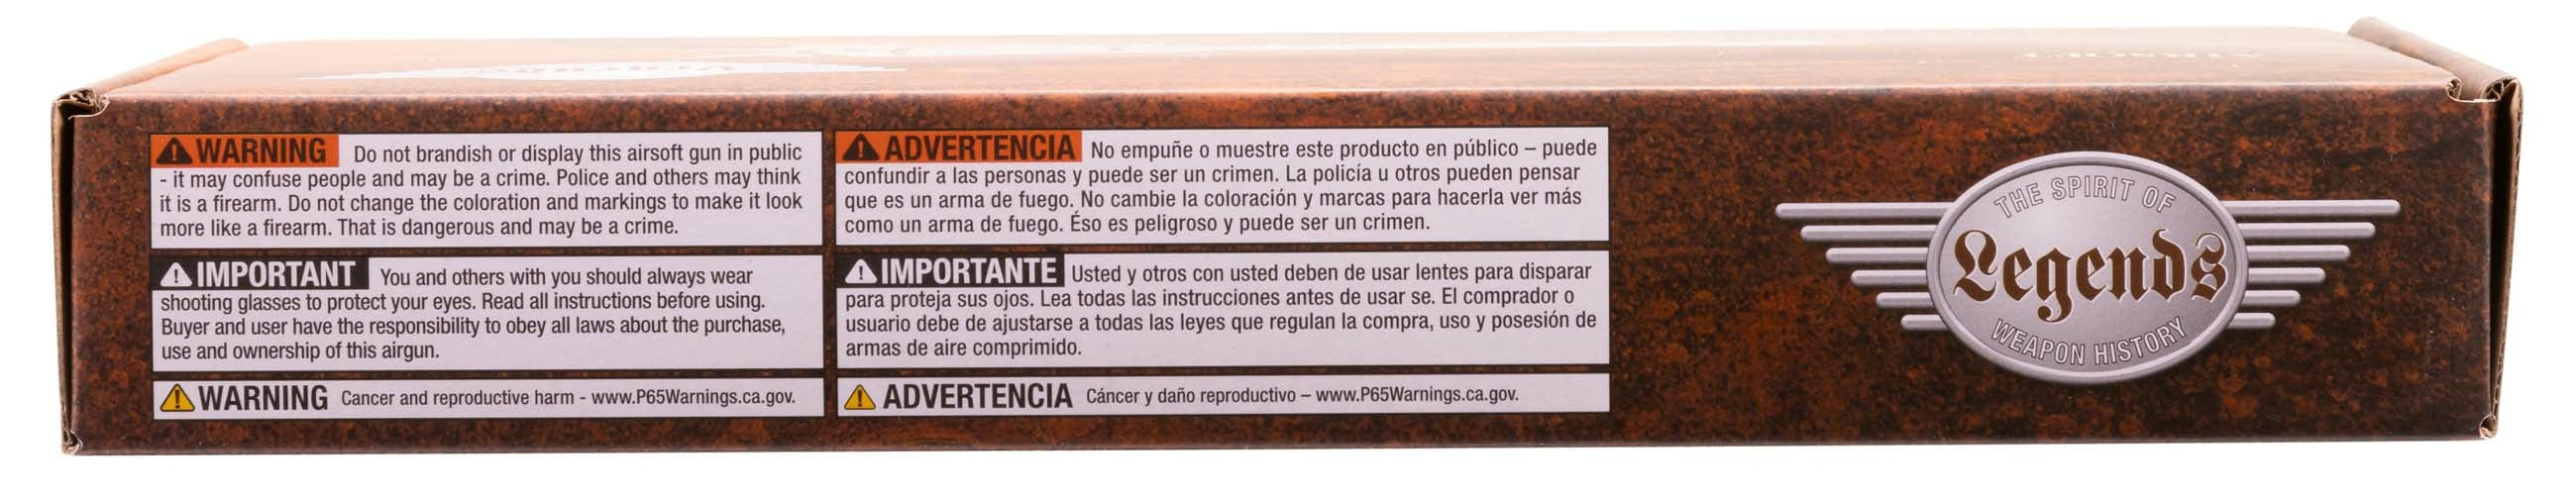 WARNING Do not brandish or display this airsoft gun in public
- it may confuse people and may be a crime. Police and others may think
it is a firearm. Do not change the coloration and markings to make it look
more like a firearm. That is dangerous and may be a crime.
IMPORTANT You and others with you should always wear
shooting glasses to protect your eyes. Read all instructions before using.
Buyer and user have the responsibility to obey all laws about the purchase,
use and ownership of this airgun.
WARNING Cancer and reproductive harm - www.P65Warnings.ca.gov.
ADVERTENCIA No empuñe o muestre este producto en público – puede
confundir a las personas y puede ser un crimen. La policía u otros pueden pensar
que es un arma de fuego. No cambie la coloración y marcas para hacerla ver más
como un arma de fuego. Éso es peligroso y puede ser un crimen.
IMPORTANTE Usted y otros con usted deben de usar lentes para disparar
para proteja sus ojos. Lea todas las instrucciones antes de usar se. El comprador o
usuario debe de ajustarse a todas las leyes que regulan la compra, uso y posesión de
armas de aire comprimido.
ADVERTENCIA Cáncer y daño reproductivo – www.P65Warnings.ca.gov.
THE SPIRIT OF
Legends
WEAPON HISTORY